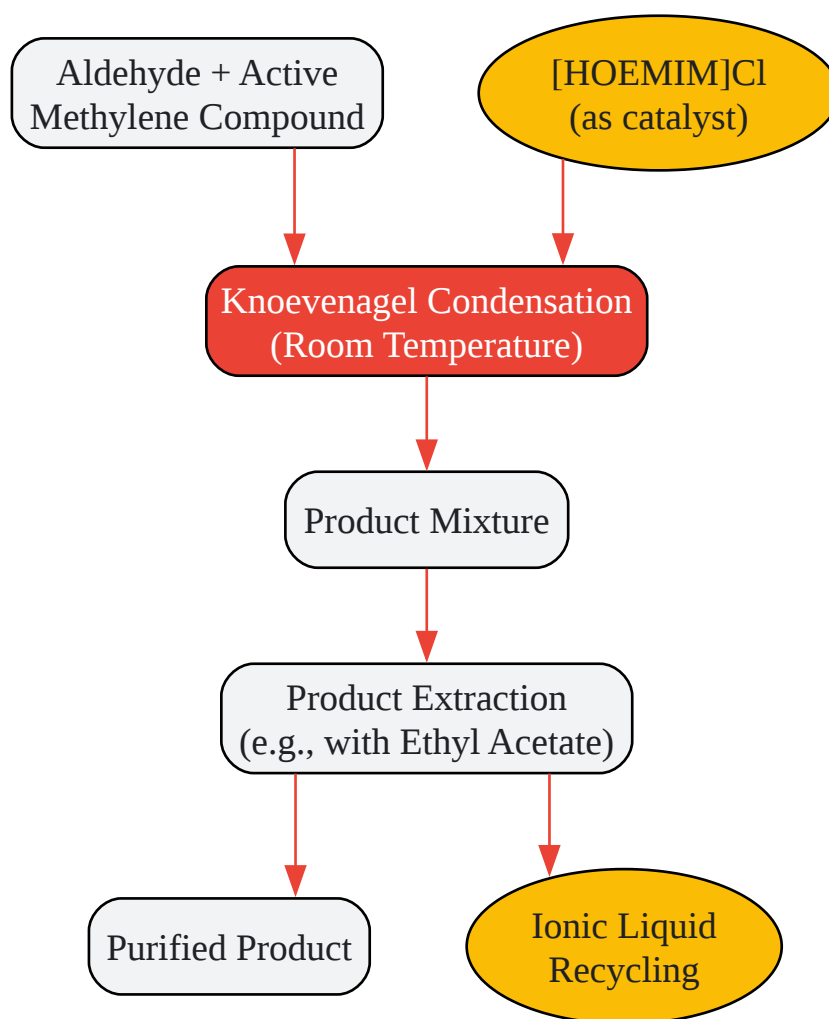 Aldehyde + Active
Methylene Compound
[HOEMIM]Cl
(as catalyst)
Knoevenagel Condensation
(Room Temperature)
Product Mixture
Product Extraction
(e.g., with Ethyl Acetate)
Purified Product
Ionic Liquid
Recycling